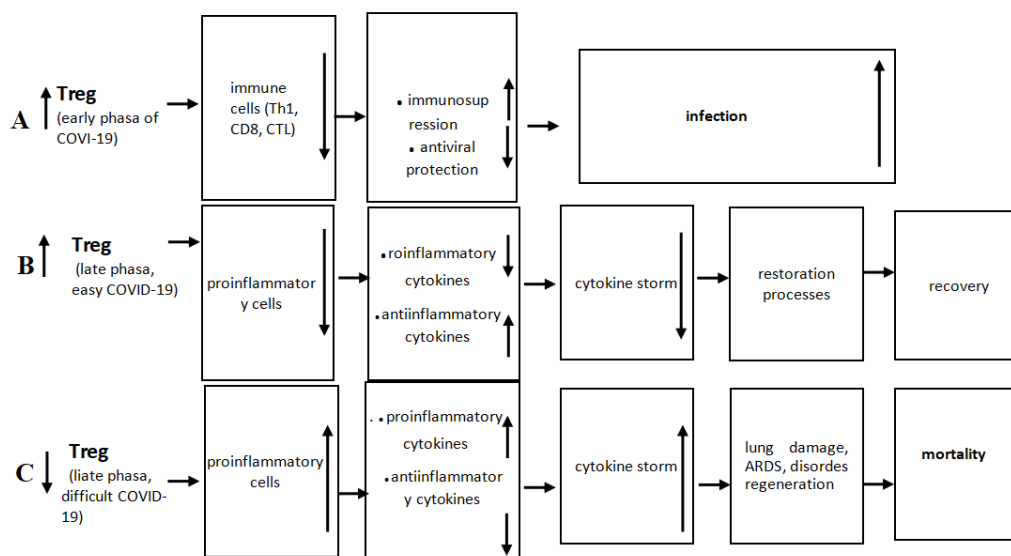 A
Treg
(early phasa of
COVI-19)
immune
cells (Th1,
CD8, CTL)
• immunosup
ression
• antiviral
protection
infection
B
Treg
(late phasa,
easy COVID-19)
proinflammator
y cells
•roinflammatory
cytokines
•antiinflammatory
cytokines
cytokine storm
restoration
processes
recovery
C
Treg
(liate phasa,
difficult COVID-
19)
proinflammatory
cells
. •proinflammatory
cytokines
•antiinflammator
y cytokines
cytokine storm
lung damage,
ARDS, disordes
regeneration
mortality